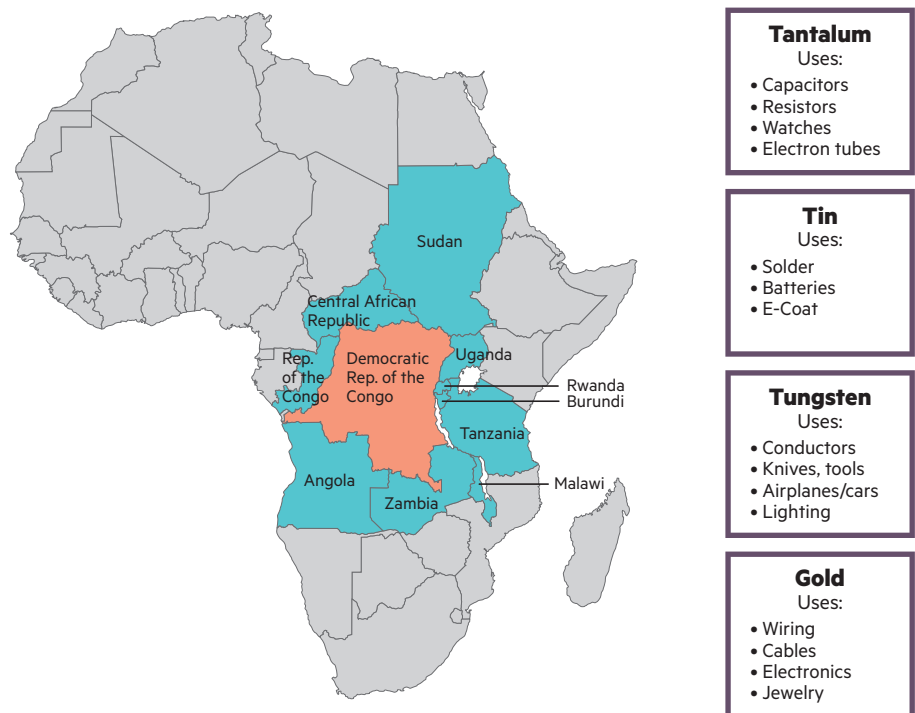 Sudan
Central African
Republic
Rep.
of the
Congo
Democratic
Rep. of the
Congo
Uganda
Rwanda
Burundi
Tanzania
Angola
Zambia
Malawi
Tantalum
Uses:
• Capacitors
• Resistors
• Watches
• Electron tubes
Tin
Uses:
• Solder
• Batteries
• E-Coat
Tungsten
Uses:
• Conductors
• Knives, tools
• Airplanes/cars
• Lighting
Gold
Uses:
• Wiring
• Cables
• Electronics
• Jewelry